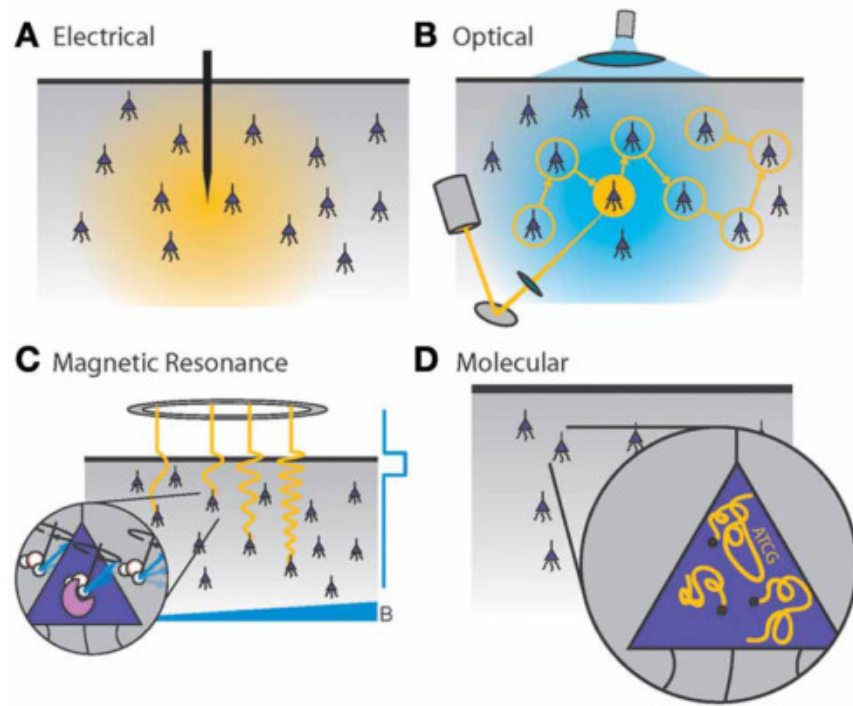 A Electrical
B Optical
C Magnetic Resonance
B
D Molecular
ATCG